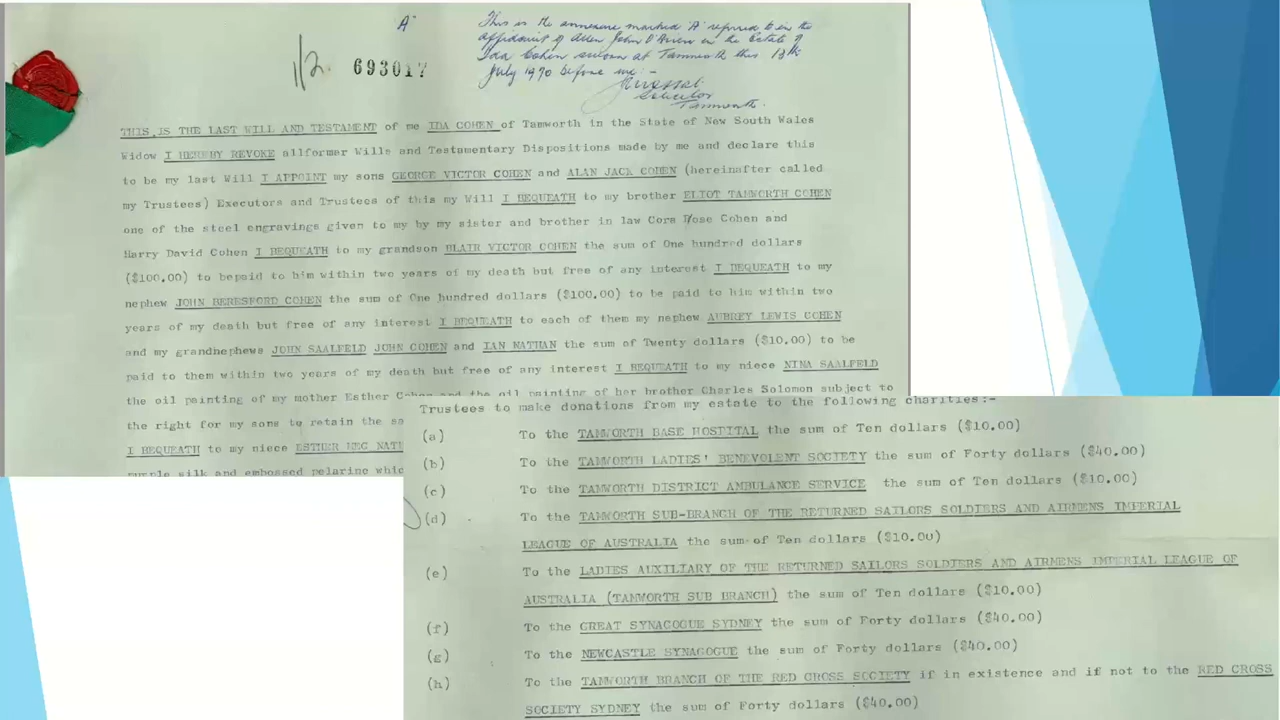 A
This is the annexure marked 'A' referred to in the
affidavit of Allen John in the Estate of
Ida Cohen sworn at Tamworth this 13th
July 1970 before me:-
Solicitor
Tamworth.
1/2. 693017
THIS IS THE LAST WILL AND TESTAMENT of me IDA COHEN of Tamworth in the State of New South Wales
Widow I HEREBY REVOKE allformer Wills and Testamentary Dispositions made by me and declare this
to be my last Will I APPOINT my sons GEORGE VICTOR COHEN and ALAN JACK COHEN (hereinafter called
my Trustees) Executors and Trustees of this my Will I BEQUEATH to my brother ELIOT TAMWORTH COHEN
one of the steel engravings given to my by my sister and brother in law Cora Rose Cohen and
Harry David Cohen I BEQUEATH to my grandson BLAIR VICTOR COHEN the sum of One hundred dollars
($100.00) to bepaid to him within two years of my death but free of any interest I BEQUEATH to my
nephew JOHN BERESFORD COHEN the sum of One hundred dollars ($100.00) to be paid to him within two
years of my death but free of any interest I BEQUEATH to each of them my nephew AUBREY LEWIS COHEN
and my grandnephews JOHN SAALFELD JOHN COHEN and IAN NATHAN the sum of Twenty dollars ($10.00) to be
paid to them within two years of my death but free of any interest I BEQUEATH to my niece NINA SAALFELD
the oil painting of my mother Esther Cohen and the oil painting of her brother Charles Solomon subject to
the right for my sons to retain the
I BEQUEATH to my niece ESTHER MEG
purple silk and embossed pelarine
Trustees to make donations from my estate to the following charities:-
(a) To the TAMWORTH BASE HOSPITAL the sum of Ten dollars ($10.00)
(b) To the TAMWORTH LADIES' BENEVOLENT SOCIETY the sum of Forty dollars ($40.00)
(c) To the TAMWORTH DISTRICT AMBULANCE SERVICE the sum of Ten dollars ($10.00)
(d) To the TAMWORTH SUB-BRANCH OF THE RETURNED SAILORS SOLDIERS AND AIRMENS IMPERIAL
LEAGUE OF AUSTRALIA the sum of Ten dollars ($10.00)
(e) To the LADIES AUXILIARY OF THE RETURNED SAILORS SOLDIERS AND AIRMENS IMPERIAL LEAGUE OF
AUSTRALIA (TAMWORTH SUB BRANCH) the sum of Ten dollars ($10.00)
(f) To the GREAT SYNAGOGUE SYDNEY the sum of Forty dollars ($40.00)
(g) To the NEWCASTLE SYNAGOGUE the sum of Forty dollars ($40.00)
(h) To the TAMWORTH BRANCH OF THE RED CROSS SOCIETY if in existence and if not to the RED CROSS
SOCIETY SYDNEY the sum of Forty dollars ($40.00)